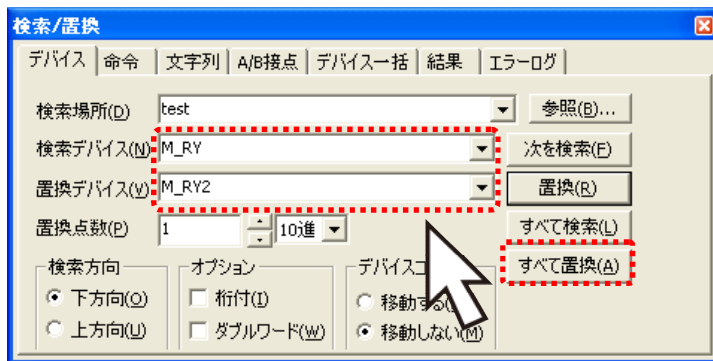 検索/置換
デバイス 命令 文字列 A/B接点 デバイス一括 結果 エラーログ
検索場所(D) test 参照(B)...
検索デバイス(N) M_RY 次を検索(F)
置換デバイス(V) M_RY2 置換(R)
置換点数(P) 1 10進 すべて検索(L)
検索方向 オプション すべて置換(A)
下方向(O) 桁付(I) 移動する
上方向(U) ダブルワード(W) 移動しない(M)